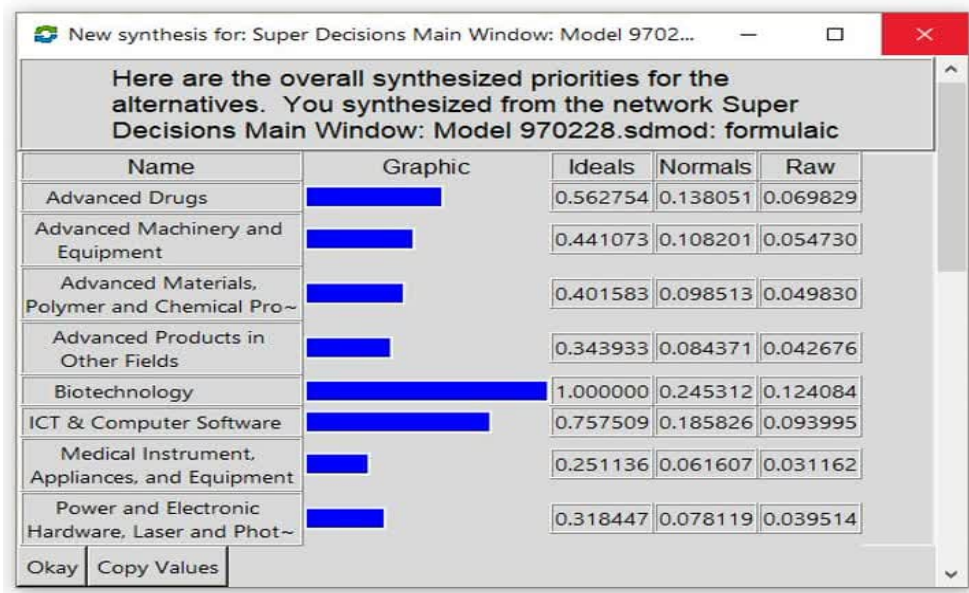 New synthesis for: Super Decisions Main Window: Model 9702...
Here are the overall synthesized priorities for the
alternatives. You synthesized from the network Super
Decisions Main Window: Model 970228.sdmod: formulaic
Name Graphic Ideals Normals Raw
Advanced Drugs 0.562754 0.138051 0.069829
Advanced Machinery and
Equipment 0.441073 0.108201 0.054730
Advanced Materials,
Polymer and Chemical Pro~ 0.401583 0.098513 0.049830
Advanced Products in
Other Fields 0.343933 0.084371 0.042676
Biotechnology 1.000000 0.245312 0.124084
ICT & Computer Software 0.757509 0.185826 0.093995
Medical Instrument,
Appliances, and Equipment 0.251136 0.061607 0.031162
Power and Electronic
Hardware, Laser and Phot~ 0.318447 0.078119 0.039514
Okay Copy Values